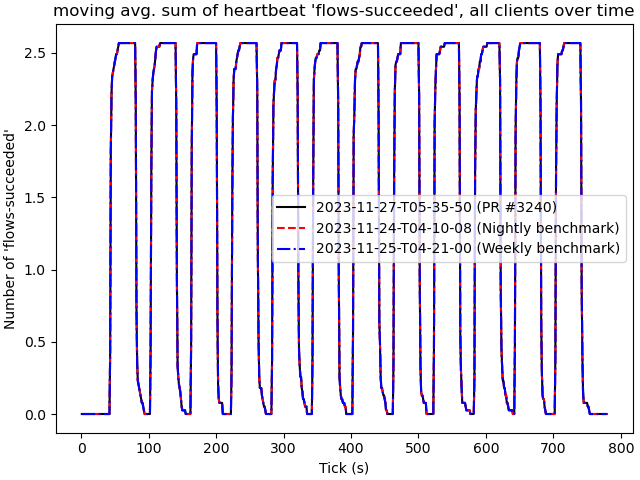 moving avg. sum of heartbeat 'flows-succeeded', all clients over time
Number of 'flows-succeeded'
2.5
2.0
1.5
1.0
0.5
0.0
2023-11-27-T05-35-50 (PR #3240)
2023-11-24-T04-10-08 (Nightly benchmark)
2023-11-25-T04-21-00 (Weekly benchmark)
0 100 200 300 400 500 600 700 800
Tick (s)